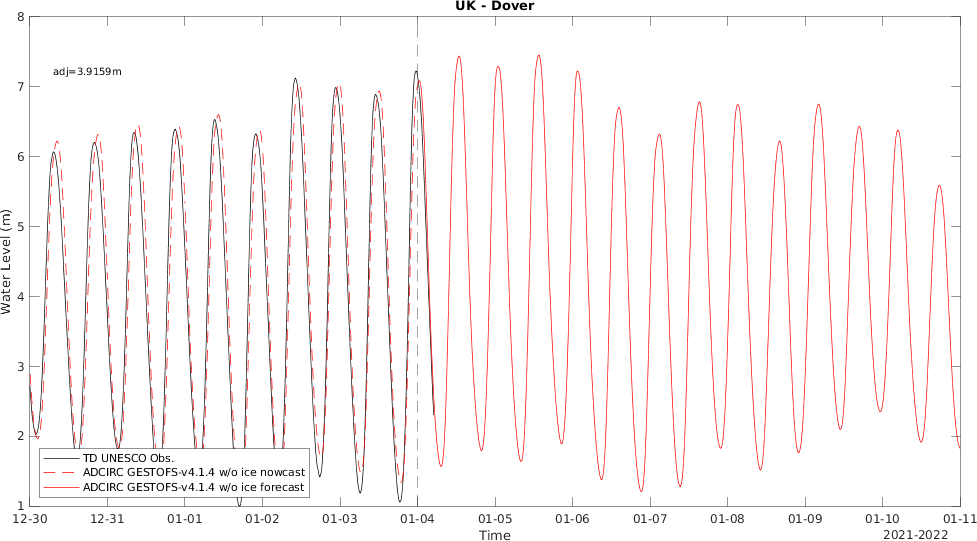 UK - Dover
8
adj=3.9159m
7
6
5
4
3
2
1
Water Level (m)
TD UNESCO Obs.
ADCIRC GESTOFS-v4.1.4 w/o ice nowcast
ADCIRC GESTOFS-v4.1.4 w/o ice forecast
12-30 12-31 01-01 01-02 01-03 01-04 01-05 01-06 01-07 01-08 01-09 01-10 01-11
Time
2021-2022